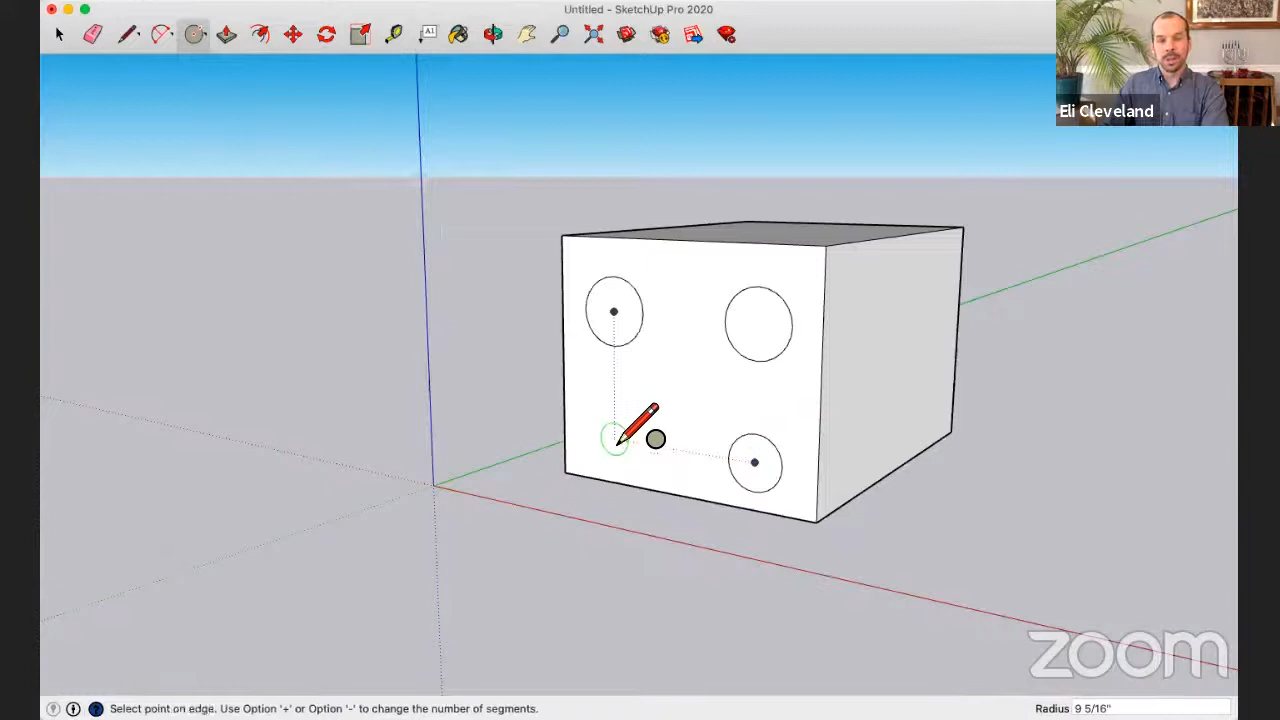 Untitled - SketchUp Pro 2020
A1
Eli Cleveland
zoom
Select point on edge. Use Option '+' or Option '-' to change the number of segments.
Radius 9 5/16"